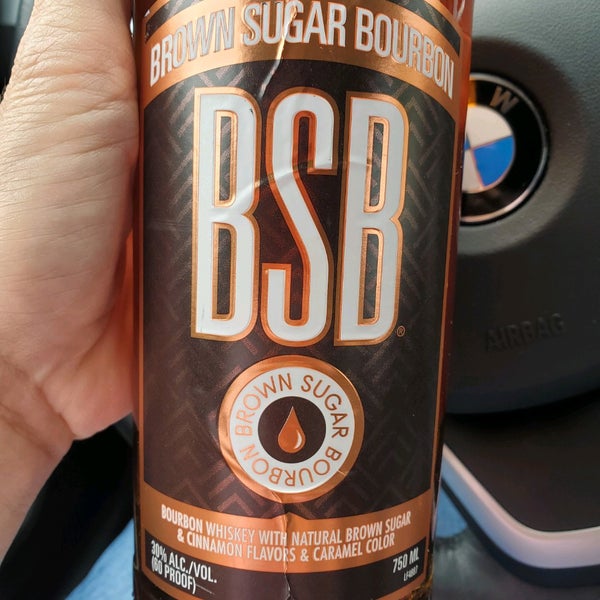 BROWN SUGAR BOURBON
BSB®
BROWN SUGAR BOURBON
BOURBON WHISKEY WITH NATURAL BROWN SUGAR
& CINNAMON FLAVORS & CARAMEL COLOR
30% ALC./VOL.
(60 PROOF)
750 ML
W
AIRBAG